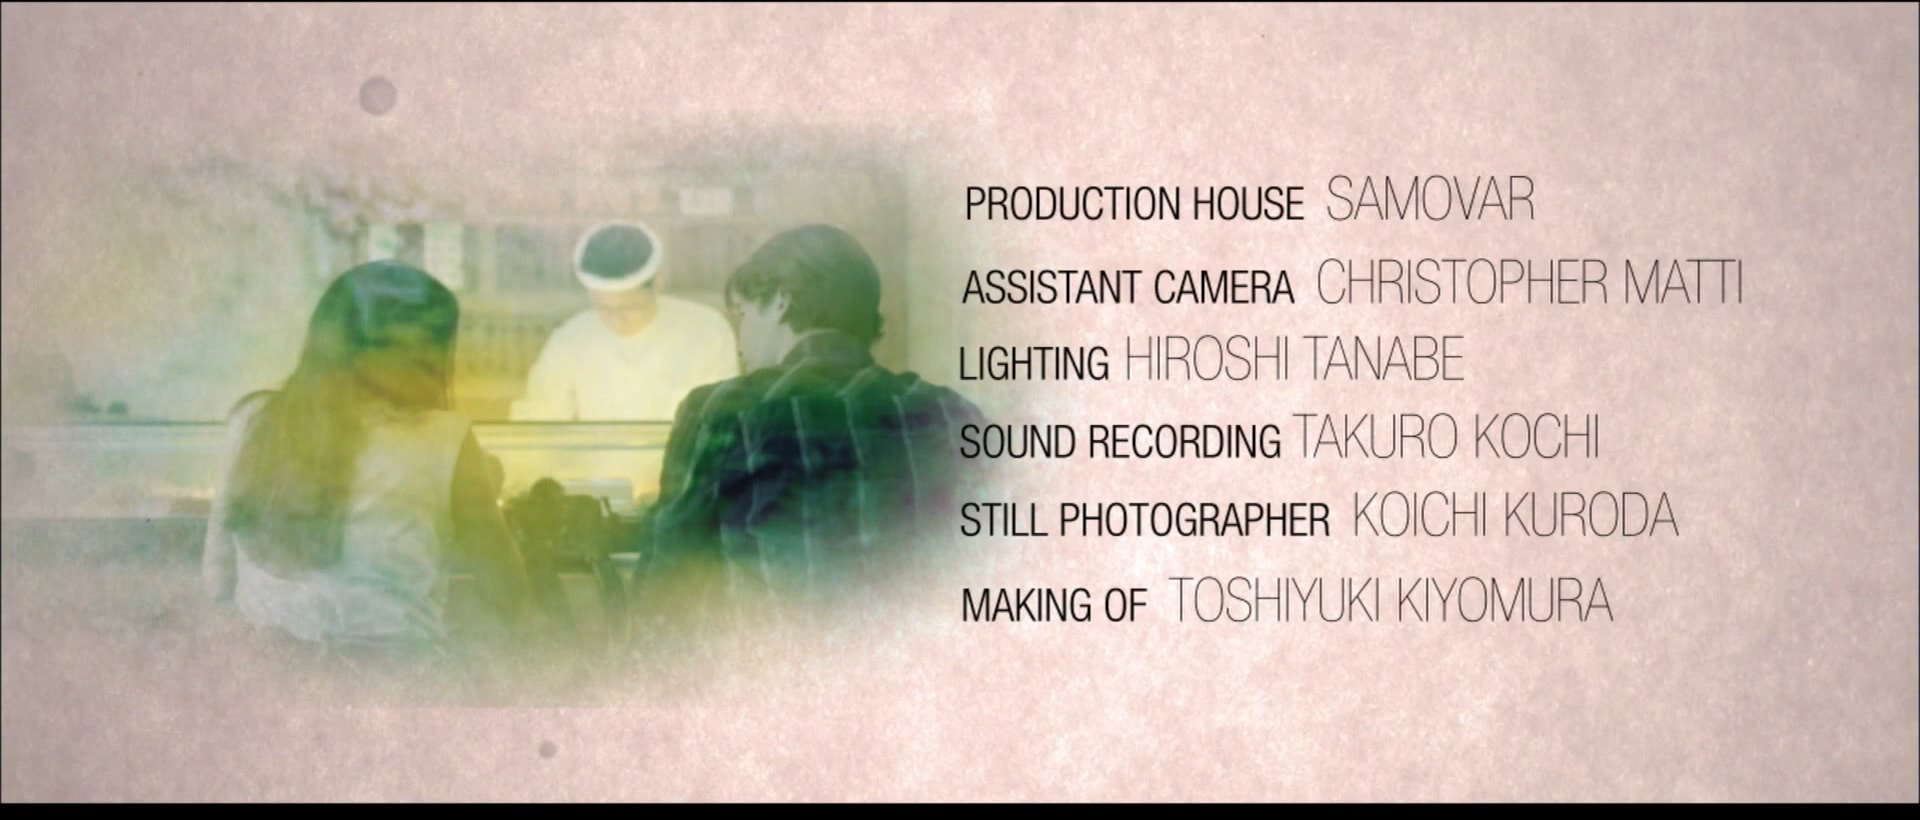 PRODUCTION HOUSE SAMOVAR
ASSISTANT CAMERA CHRISTOPHER MATTI
LIGHTING HIROSHI TANABE
SOUND RECORDING TAKURO KOCHI
STILL PHOTOGRAPHER KOICHI KURODA
MAKING OF TOSHIYUKI KIYOMURA